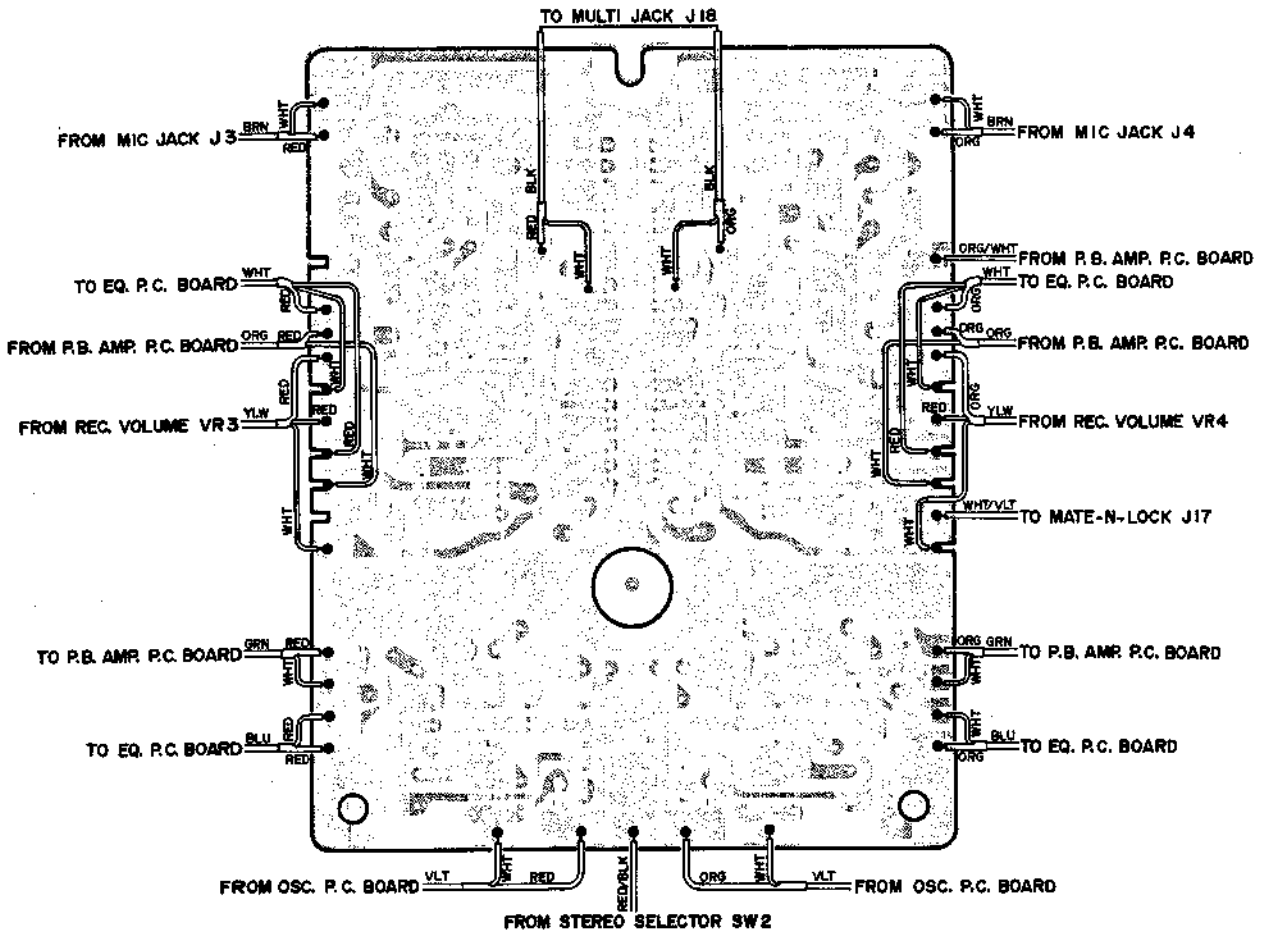 TO MULTI JACK J18
WHT
BRN
FROM MIC JACK J3
RED
WHT
BRN
FROM MIC JACK J4
ORG
BLK
BLK
RED
WHT
ORG
WHT
WHT
TO EQ. P.C. BOARD
RED
ORG
RED
FROM P.B. AMP. P.C. BOARD
WHT
RED
YLW
RED
FROM REC. VOLUME VR3
RED
WHT
WHT
ORG/WHT
FROM P.B. AMP. P.C. BOARD
WHT
TO EQ. P.C. BOARD
ORG
ORG
ORG
FROM P.B. AMP. P.C. BOARD
WHT
ORG
RED
YLW
FROM REC. VOLUME VR4
RED
WHT
WHT/VLT
TO MATE-N-LOCK J17
WHT
GRN
RED
TO P.B. AMP. P.C. BOARD
WHT
RED
BLU
TO EQ. P.C. BOARD
RED
ORG
GRN
TO P.B. AMP. P.C. BOARD
WHT
WHT
BLU
TO EQ. P.C. BOARD
ORG
FROM OSC. P.C. BOARD
VLT
WHT
RED
RED/BLK
ORG
WHT
VLT
FROM OSC. P.C. BOARD
FROM STEREO SELECTOR SW2